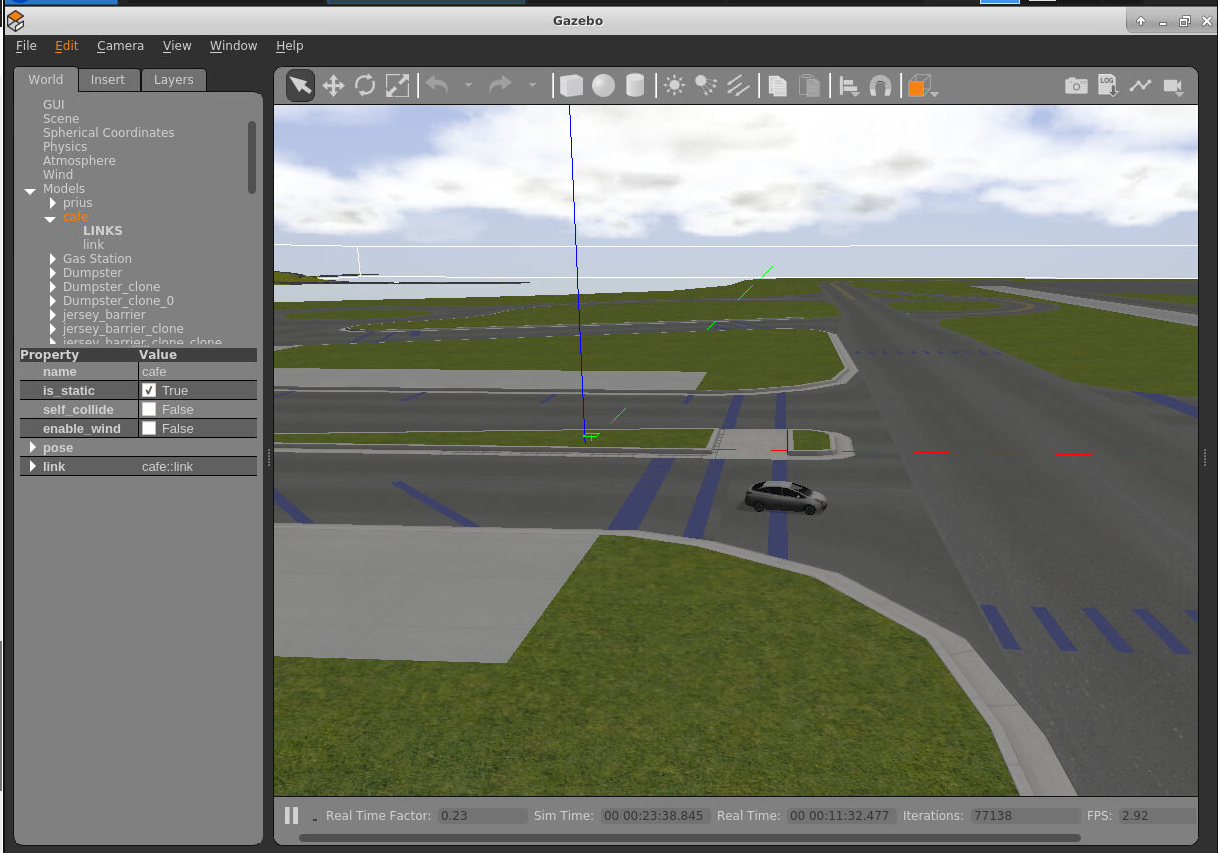 Gazebo
File Edit Camera View Window Help
World Insert Layers
LOG
GUI
Scene
Spherical Coordinates
Physics
Atmosphere
Wind
Models
prius
cafe
LINKS
link
Gas Station
Dumpster
Dumpster_clone
Dumpster_clone_0
jersey_barrier
jersey_barrier_clone
jersey_barrier_clone_clone
Property Value
name cafe
is_static True
self_collide False
enable_wind False
pose
link cafe::link
Real Time Factor: 0.23 Sim Time: 00 00:23:38.845 Real Time: 00 00:11:32.477 Iterations: 77138 FPS: 2.92